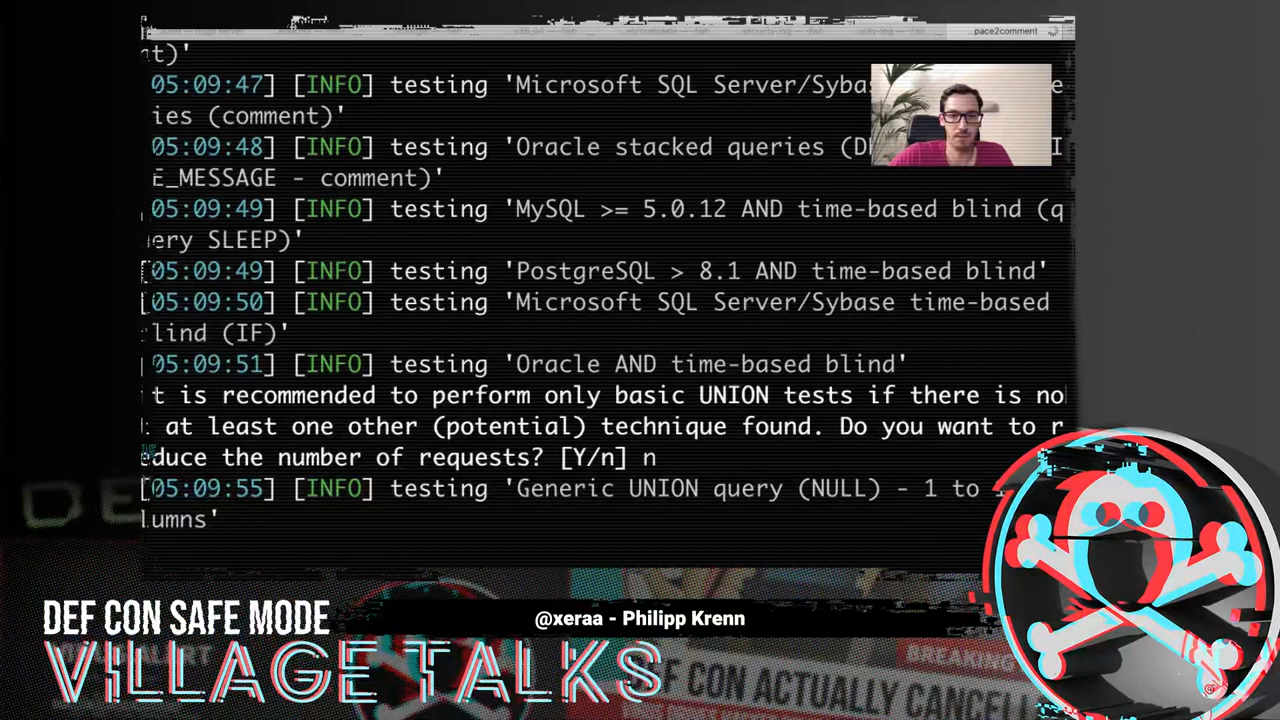 pace2comment
nt)'
05:09:47] [INFO] testing 'Microsoft SQL Server/Syba
ies (comment)'
05:09:48] [INFO] testing 'Oracle stacked queries (D
E_MESSAGE - comment)'
05:09:49] [INFO] testing 'MySQL >= 5.0.12 AND time-based blind (q
uery SLEEP)'
[05:09:49] [INFO] testing 'PostgreSQL > 8.1 AND time-based blind'
[05:09:50] [INFO] testing 'Microsoft SQL Server/Sybase time-based
lind (IF)'
05:09:51] [INFO] testing 'Oracle AND time-based blind'
t is recommended to perform only basic UNION tests if there is no
at least one other (potential) technique found. Do you want to r
educe the number of requests? [Y/n] n
[05:09:55] [INFO] testing 'Generic UNION query (NULL) - 1 to
lumns'
DE
DEF CON SAFE MODE
@xeraa - Philipp Krenn
VILLAGE TALKS
BREAKING
DEF CON ACTUALLY CANCELL